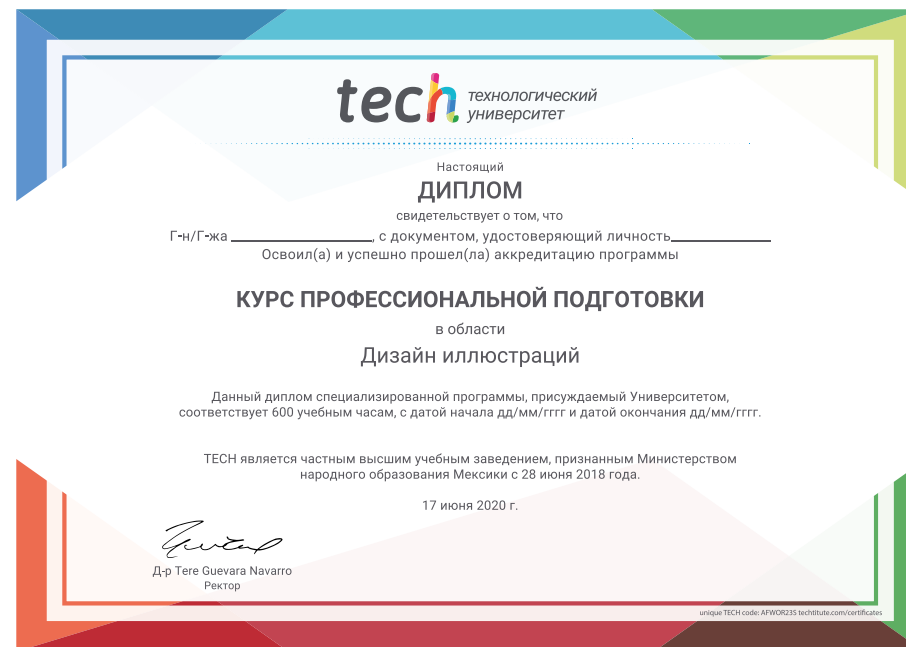 tech технологический
университет
Настоящий
ДИПЛОМ
свидетельствует о том, что
Г-н/Г-жа ____________________, с документом, удостоверяющий личность______________
Освоил(а) и успешно прошел(ла) аккредитацию программы
КУРС ПРОФЕССИОНАЛЬНОЙ ПОДГОТОВКИ
в области
Дизайн иллюстраций
Данный диплом специализированной программы, присуждаемый Университетом,
соответствует 600 учебным часам, с датой начала дд/мм/гггг и датой окончания дд/мм/гггг.
TECH является частным высшим учебным заведением, признанным Министерством
народного образования Мексики с 28 июня 2018 года.
17 июня 2020 г.
Д-р Tere Guevara Navarro
Ректор
unique TECH code: AFWOR23S techtitute.com/certificates